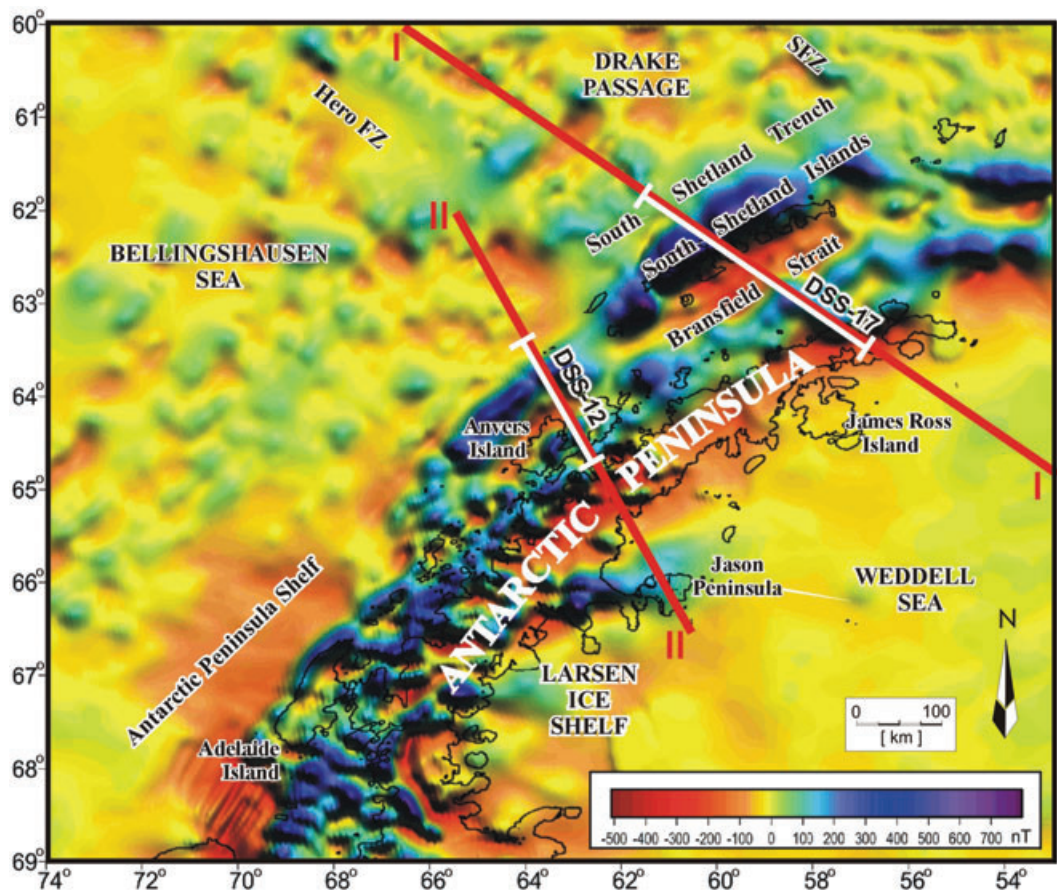 60°
I
DRAKE
PASSAGE
SFZ
61°
Hero FZ
South Shetland Trench
62°
II
South Shetland Islands
BELLINGSHAUSEN
SEA
Bransfield Strait
63°
DSS-17
DSS-12
64°
Anvers
Island
James Ross
Island
65°
I
ANTARCTIC PENINSULA
66°
Jason
Peninsula
WEDDELL
SEA
II
N
67°
Antarctic Peninsula Shelf
LARSEN
ICE
SHELF
0 100
[ km ]
Adelaide
Island
68°
-500 -400 -300 -200 -100 0 100 200 300 400 500 600 700 nT
69°
74 72 70 68 66 64 62 60 58 56 54